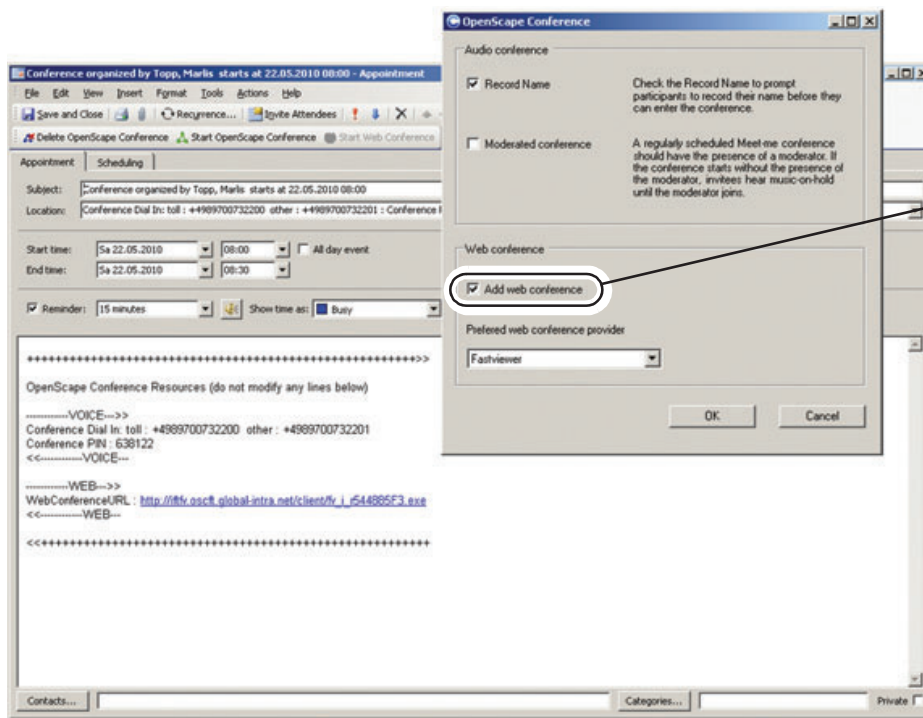 OpenScape Conference
Audio conference
Record Name
Check the Record Name to prompt
participants to record their name before they
can enter the conference.
Moderated conference
A regularly scheduled Meet-me conference
should have the presence of a moderator. If
the conference starts without the presence of
the moderator, invitees hear music-on-hold
until the moderator joins.
Web conference
Add web conference
Prefered web conference provider
Fastviewer
OK Cancel
Conference organized by Topp, Marlis starts at 22.05.2010 08:00 - Appointment
File Edit View Insert Format Tools Actions Help
Save and Close Recurrence... Invite Attendees
Delete OpenScape Conference Start OpenScape Conference Start Web Conference
Appointment Scheduling
Subject: Conference organized by Topp, Marlis starts at 22.05.2010 08:00
Location: Conference Dial In: toll : +4989700732200 other : +4989700732201 : Conference
Start time: Sa 22.05.2010 08:00 All day event
End time: Sa 22.05.2010 08:30
Reminder: 15 minutes Show time as: Busy
++++++++++++++++++++++++++++++++++++++++++++++++++++++++>>
OpenScape Conference Resources (do not modify any lines below)
------------VOICE--->>
Conference Dial In: toll : +4989700732200 other : +4989700732201
Conference PIN : 638122
<<------------VOICE---
------------WEB--->>
WebConferenceURL : http://iftfv.oscft.global-intra.net/client/fv_i_r544885F3.exe
<<------------WEB---
<<++++++++++++++++++++++++++++++++++++++++++++++++++++++++
Contacts... Categories... Private